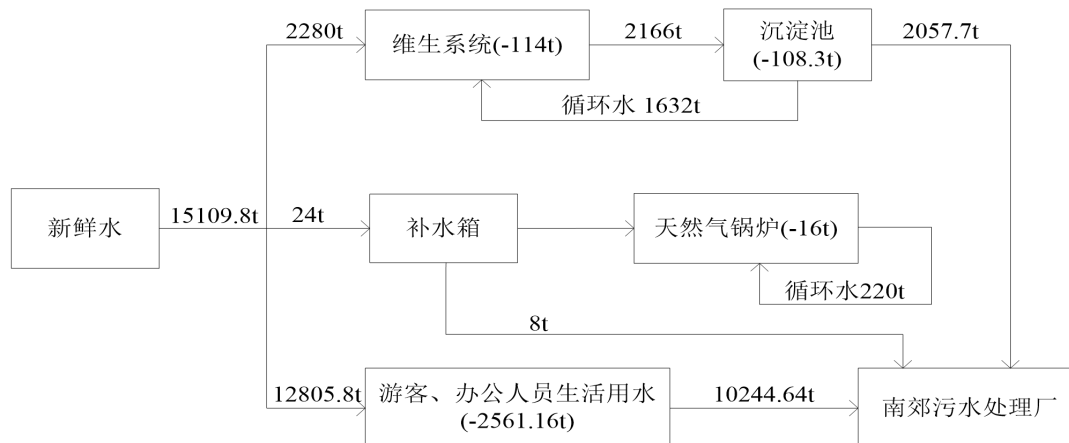 2280t
维生系统(-114t)
2166t
沉淀池
(-108.3t)
2057.7t
循环水 1632t
新鲜水
15109.8t
24t
补水箱
天然气锅炉(-16t)
循环水220t
8t
12805.8t
游客、办公人员生活用水
(-2561.16t)
10244.64t
南郊污水处理厂